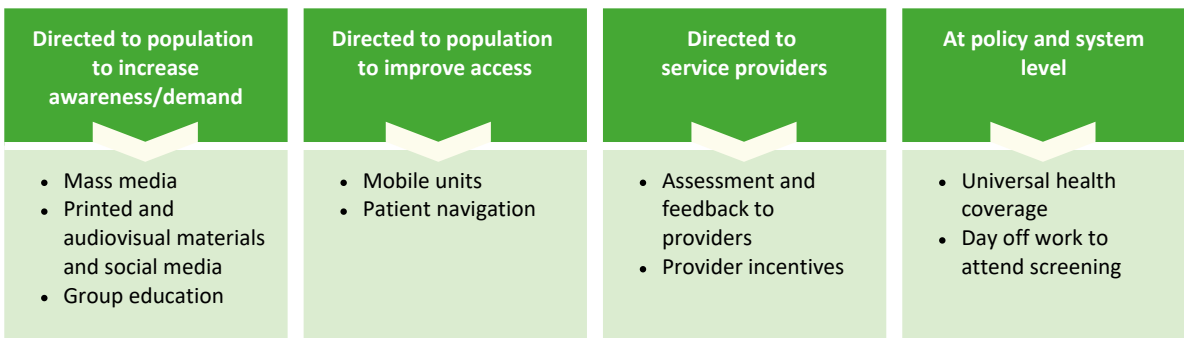 Directed to population
to increase
awareness/demand
• Mass media
• Printed and
audiovisual materials
and social media
• Group education
Directed to population
to improve access
• Mobile units
• Patient navigation
Directed to
service providers
• Assessment and
feedback to
providers
• Provider incentives
At policy and system
level
• Universal health
coverage
• Day off work to
attend screening